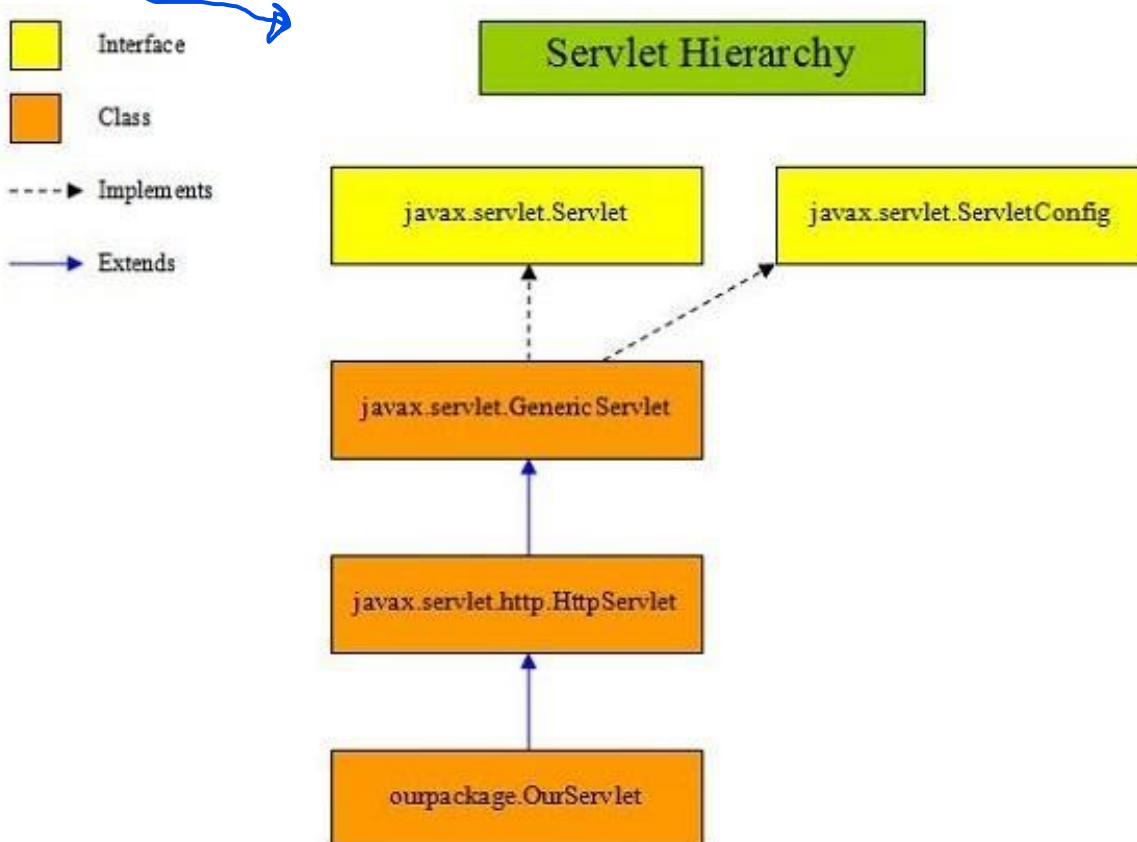 Interface
Servlet Hierarchy
Class
Implements
javax.servlet.Servlet
javax.servlet.ServletConfig
Extends
javax.servlet.GenericServlet
javax.servlet.http.HttpServlet
ourpackage.OurServlet